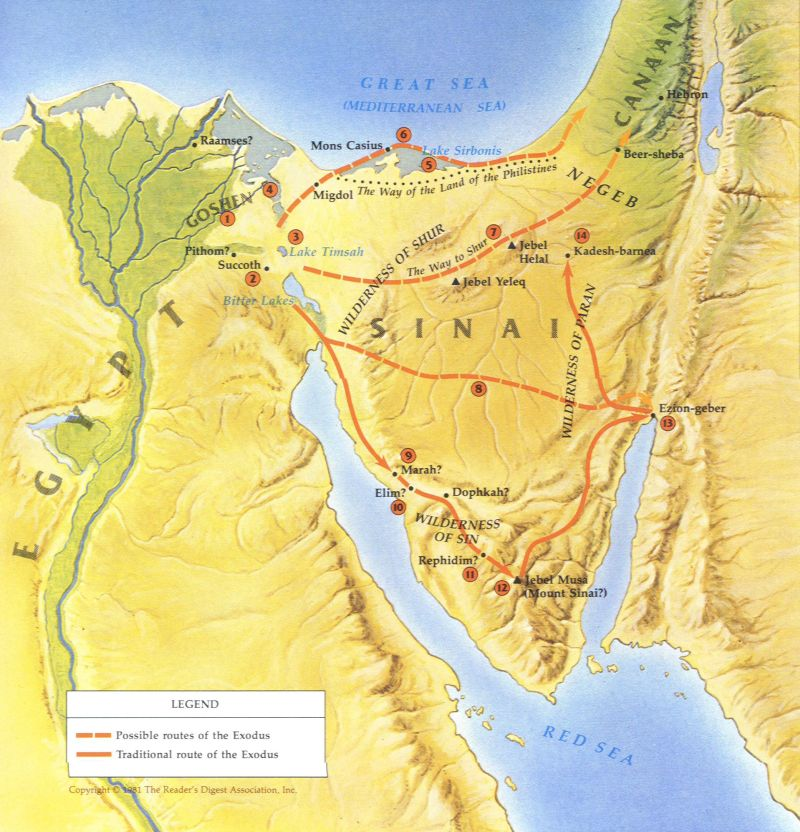 GREAT SEA
(MEDITERRANEAN SEA)
CANAAN
Hebron
Raamses?
Mons Casius
6
Lake Sirbonis
5
Beer-sheba
The Way of the Land of the Philistines
NEGEB
Migdol
4
GOSHEN
1
3
Lake Timsah
Pithom?
Succoth
2
Bitter Lakes
WILDERNESS OF SHUR
The Way to Shur
7
Jebel
Helal
14
Kadesh-barnea
Jebel Yeleq
SINAI
WILDERNESS OF PARAN
EGYPT
8
Ezion-geber
13
9
Marah?
Elim?
10
Dophkah?
WILDERNESS
OF SIN
Rephidim?
11
12
Jebel Musa
(Mount Sinai?)
RED SEA
LEGEND
Possible routes of the Exodus
Traditional route of the Exodus
Copyright © 1981 The Reader's Digest Association, Inc.